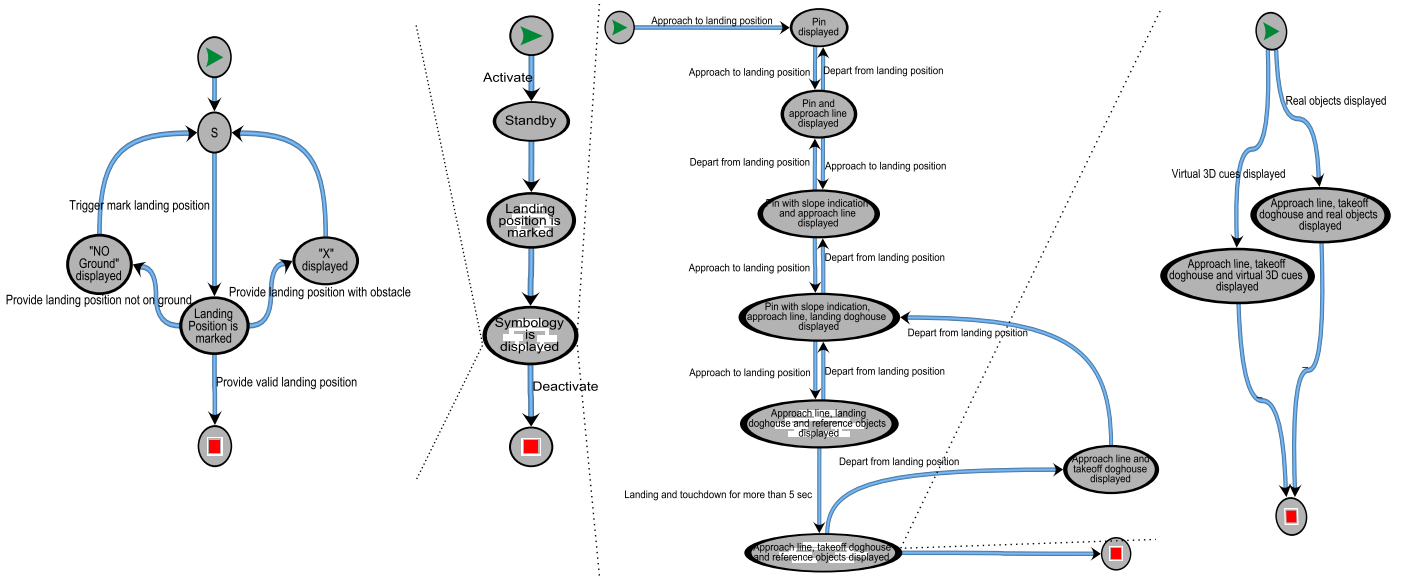 S
Trigger mark landing position
"NO
Ground"
displayed
"X"
displayed
Provide landing position not on ground
Provide landing position with obstacle
Landing
Position is
marked
Provide valid landing position
Activate
Standby
Landing
position is
marked
Symbology
is
displayed
Deactivate
Approach to landing position
Pin
displayed
Approach to landing position
Depart from landing position
Pin and
approach line
displayed
Depart from landing position
Approach to landing position
Pin with slope indication
and approach line
displayed
Approach to landing position
Depart from landing position
Pin with slope indication,
approach line, landing doghouse
displayed
Depart from landing position
Approach to landing position
Depart from landing position
Approach line, landing
doghouse and reference objects
displayed
Depart from landing position
Approach line and
takeoff doghouse
displayed
Landing and touchdown for more than 5 sec
Approach line, takeoff doghouse
and reference objects displayed
Real objects displayed
Virtual 3D cues displayed
Approach line, takeoff
doghouse and real objects
displayed
Approach line, takeoff
doghouse and virtual 3D cues
displayed